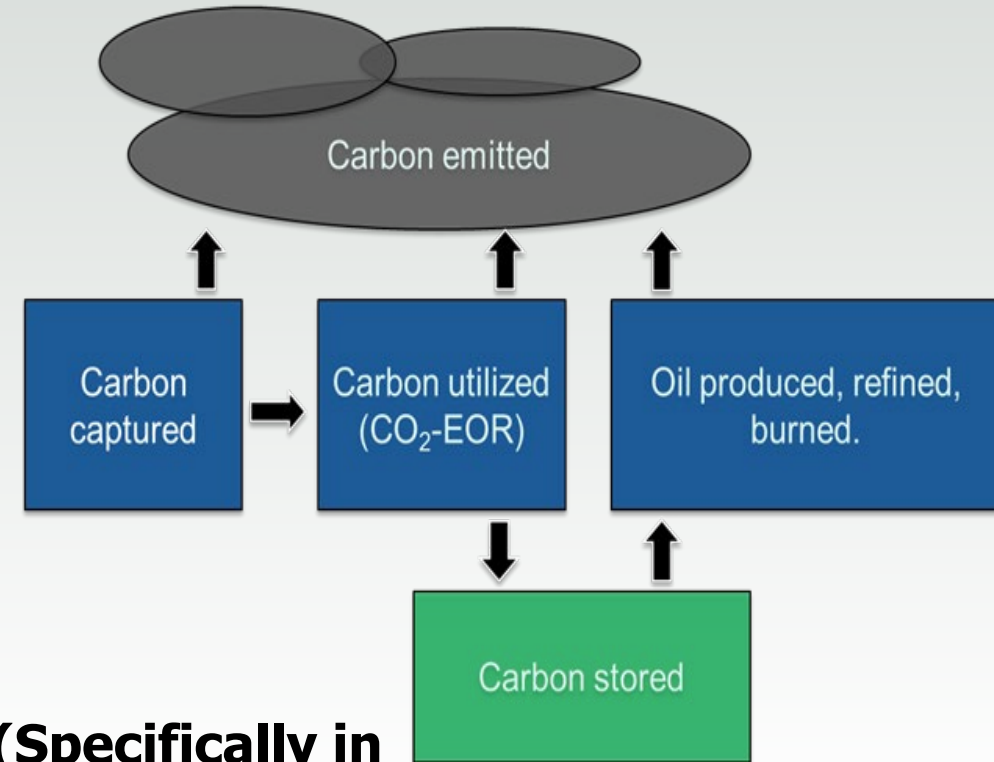 Carbon emitted
Carbon
captured
Carbon utilized
(CO₂-EOR)
Oil produced, refined,
burned.
Carbon stored
(Specifically in